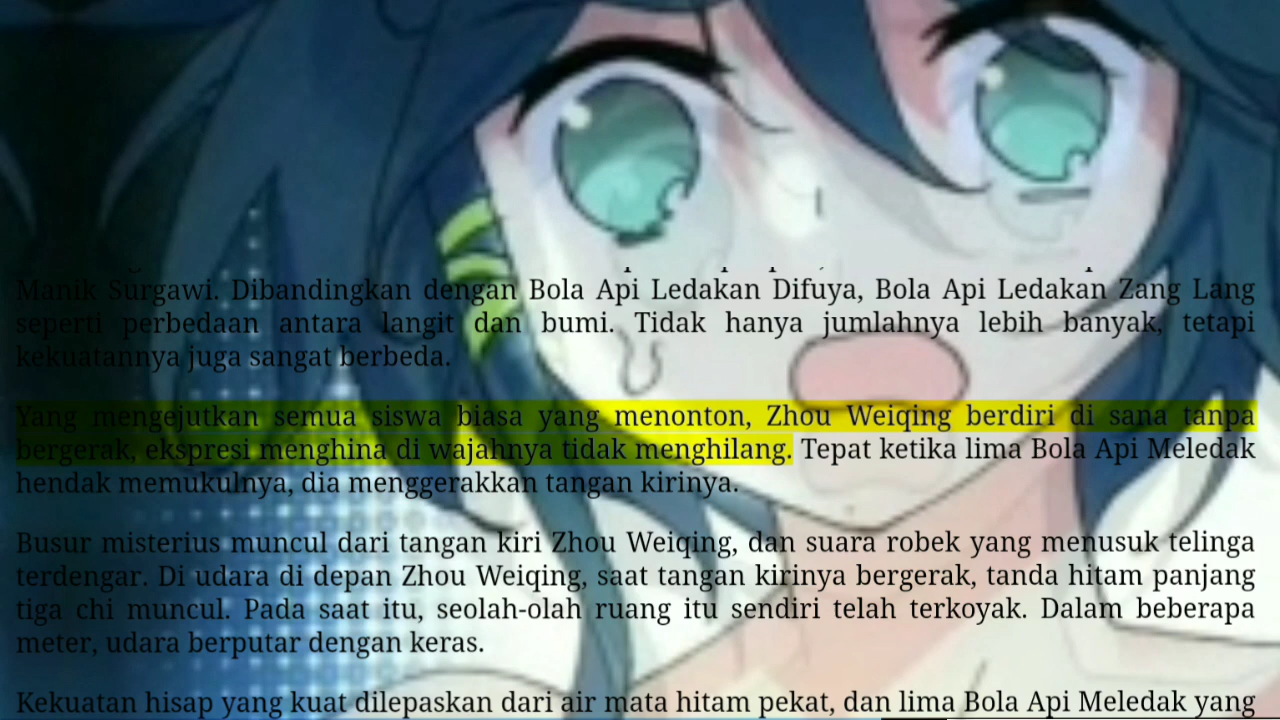 Manik Surgawi. Dibandingkan dengan Bola Api Ledakan Difuya, Bola Api Ledakan Zang Lang
seperti perbedaan antara langit dan bumi. Tidak hanya jumlahnya lebih banyak, tetapi
kekuatannya juga sangat berbeda.
Yang mengejutkan semua siswa biasa yang menonton, Zhou Weiqing berdiri di sana tanpa
bergerak, ekspresi menghina di wajahnya tidak menghilang. Tepat ketika lima Bola Api Meledak
hendak memukulnya, dia menggerakkan tangan kirinya.
Busur misterius muncul dari tangan kiri Zhou Weiqing, dan suara robek yang menusuk telinga
terdengar. Di udara di depan Zhou Weiqing, saat tangan kirinya bergerak, tanda hitam panjang
tiga chi muncul. Pada saat itu, seolah-olah ruang itu sendiri telah terkoyak. Dalam beberapa
meter, udara berputar dengan keras.
Kekuatan hisap yang kuat dilepaskan dari air mata hitam pekat, dan lima Bola Api Meledak yang